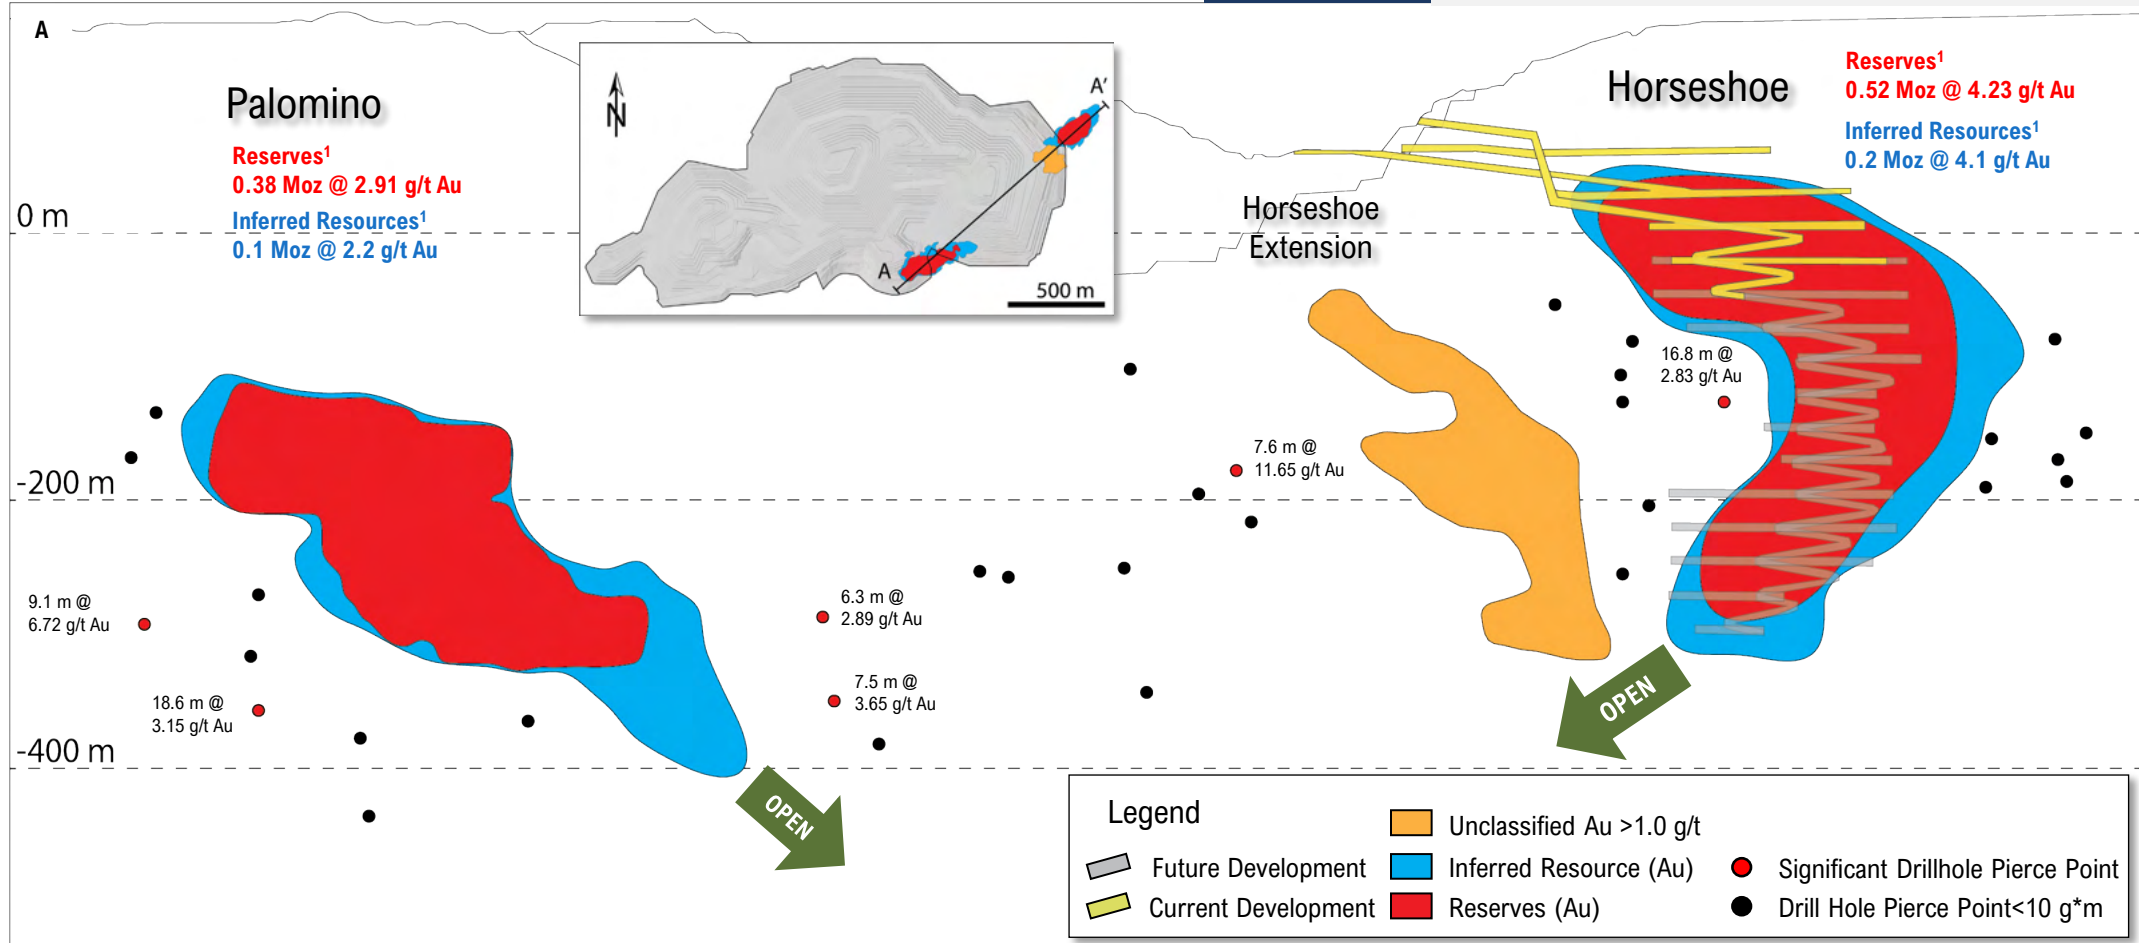 A
Palomino
Reserves¹
0.38 Moz @ 2.91 g/t Au
Inferred Resources¹
0.1 Moz @ 2.2 g/t Au
N
A'
A
500 m
Horseshoe
Reserves¹
0.52 Moz @ 4.23 g/t Au
Inferred Resources¹
0.2 Moz @ 4.1 g/t Au
0 m
Horseshoe
Extension
16.8 m @
2.83 g/t Au
7.6 m @
11.65 g/t Au
-200 m
9.1 m @
6.72 g/t Au
6.3 m @
2.89 g/t Au
18.6 m @
3.15 g/t Au
7.5 m @
3.65 g/t Au
OPEN
-400 m
OPEN
Legend
Future Development
Current Development
Unclassified Au >1.0 g/t
Inferred Resource (Au)
Reserves (Au)
Significant Drillhole Pierce Point
Drill Hole Pierce Point<10 g*m